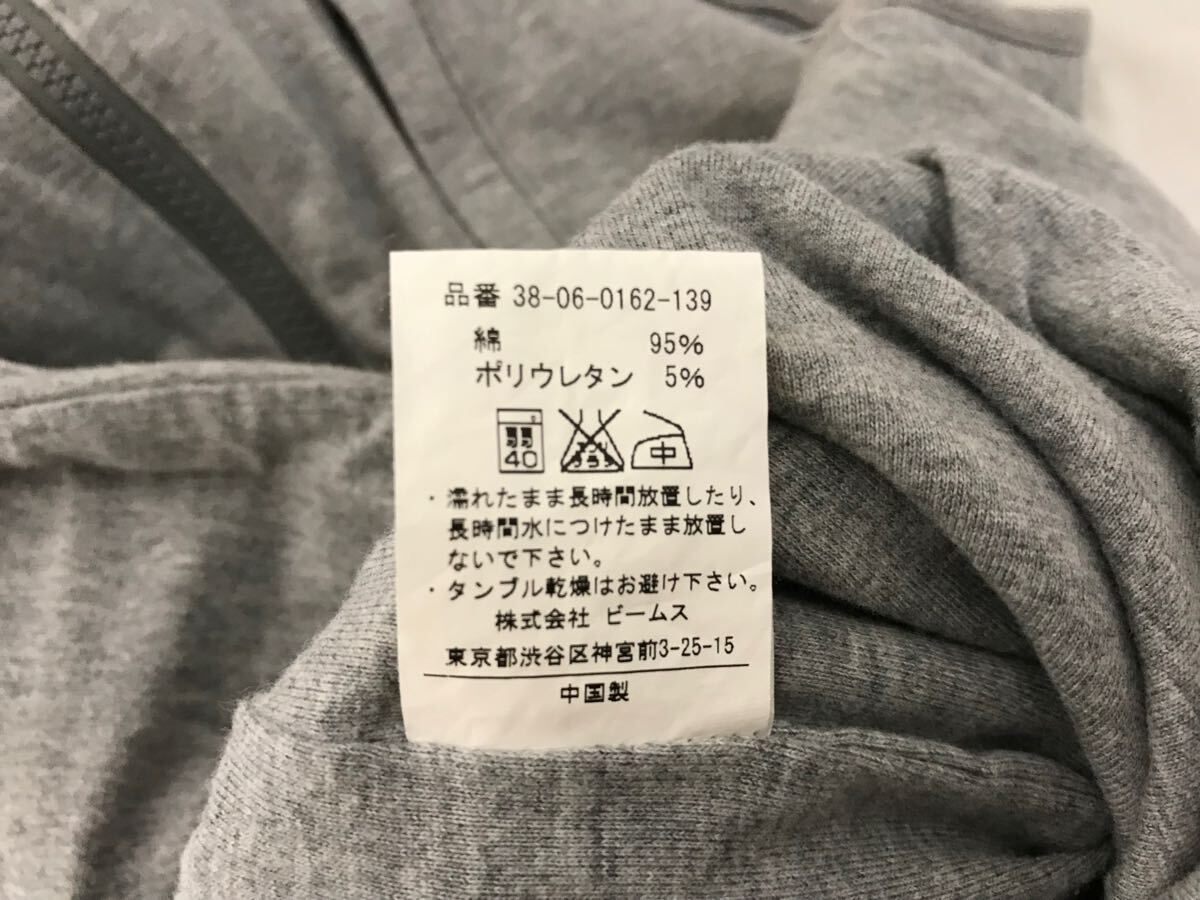 品番 38-06-0162-139
綿 95%
ポリウレタン 5%
40 中
・濡れたまま長時間放置したり、
長時間水につけたまま放置し
ないで下さい。
・タンブル乾燥はお避け下さい。
株式会社 ビームス
東京都渋谷区神宮前3-25-15
中国製